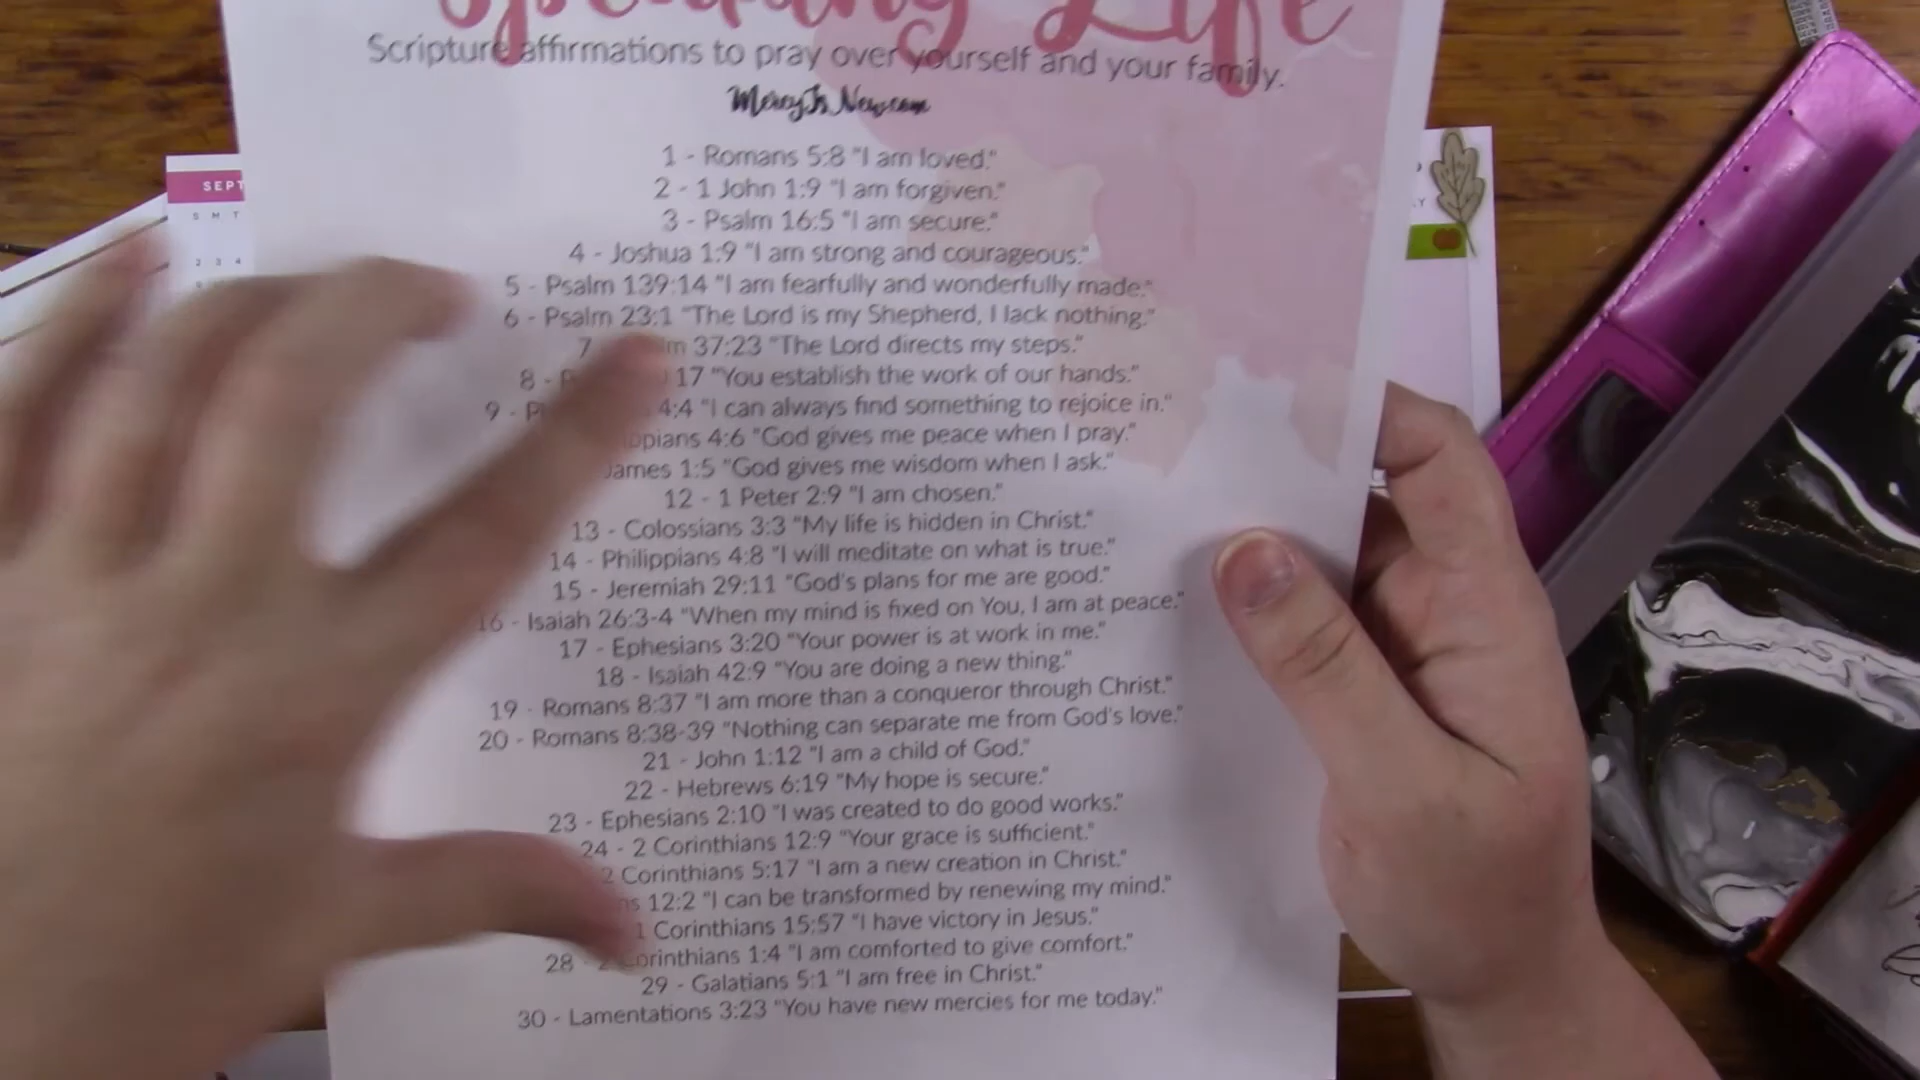 Speaking Life
Scripture affirmations to pray over yourself and your family.
Mercy Is New.com
1 - Romans 5:8 "I am loved."
2 - 1 John 1:9 "I am forgiven."
3 - Psalm 16:5 "I am secure."
4 - Joshua 1:9 "I am strong and courageous."
5 - Psalm 139:14 "I am fearfully and wonderfully made."
6 - Psalm 23:1 "The Lord is my Shepherd, I lack nothing."
7 37:23 "The Lord directs my steps."
8 - 17 "You establish the work of our hands."
9 - 4:4 "I can always find something to rejoice in."
4:6 "God gives me peace when I pray."
James 1:5 "God gives me wisdom when I ask."
12 - 1 Peter 2:9 "I am chosen."
13 - Colossians 3:3 "My life is hidden in Christ."
14 - Philippians 4:8 "I will meditate on what is true."
15 - Jeremiah 29:11 "God's plans for me are good."
16 - Isaiah 26:3-4 "When my mind is fixed on You, I am at peace."
17 - Ephesians 3:20 "Your power is at work in me."
18 - Isaiah 42:9 "You are doing a new thing."
19 - Romans 8:37 "I am more than a conqueror through Christ."
20 - Romans 8:38-39 "Nothing can separate me from God's love."
21 - John 1:12 "I am a child of God."
22 - Hebrews 6:19 "My hope is secure."
23 - Ephesians 2:10 "I was created to do good works."
24 - 2 Corinthians 12:9 "Your grace is sufficient."
2 Corinthians 5:17 "I am a new creation in Christ."
12:2 "I can be transformed by renewing my mind."
1 Corinthians 15:57 "I have victory in Jesus."
28 - 2 Corinthians 1:4 "I am comforted to give comfort."
29 - Galatians 5:1 "I am free in Christ."
30 - Lamentations 3:23 "You have new mercies for me today."
SEPT
S M T
2 3 4